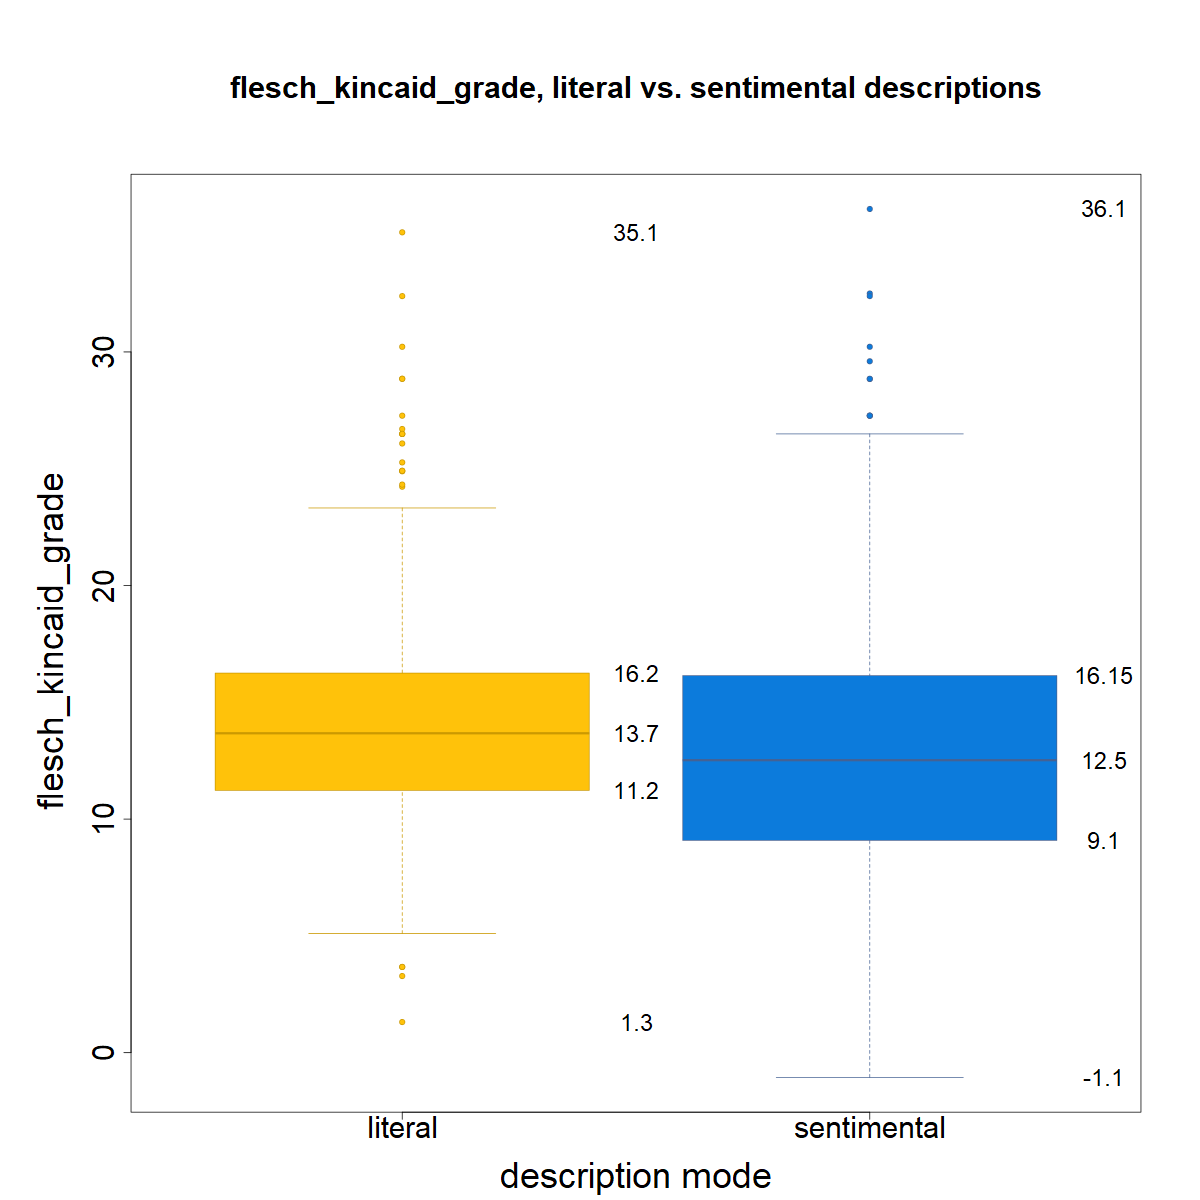 flesch_kincaid_grade, literal vs. sentimental descriptions
36.1
35.1
30
20
10
0
flesch_kincaid_grade
16.2
13.7
11.2
1.3
16.15
12.5
9.1
-1.1
literal
sentimental
description mode